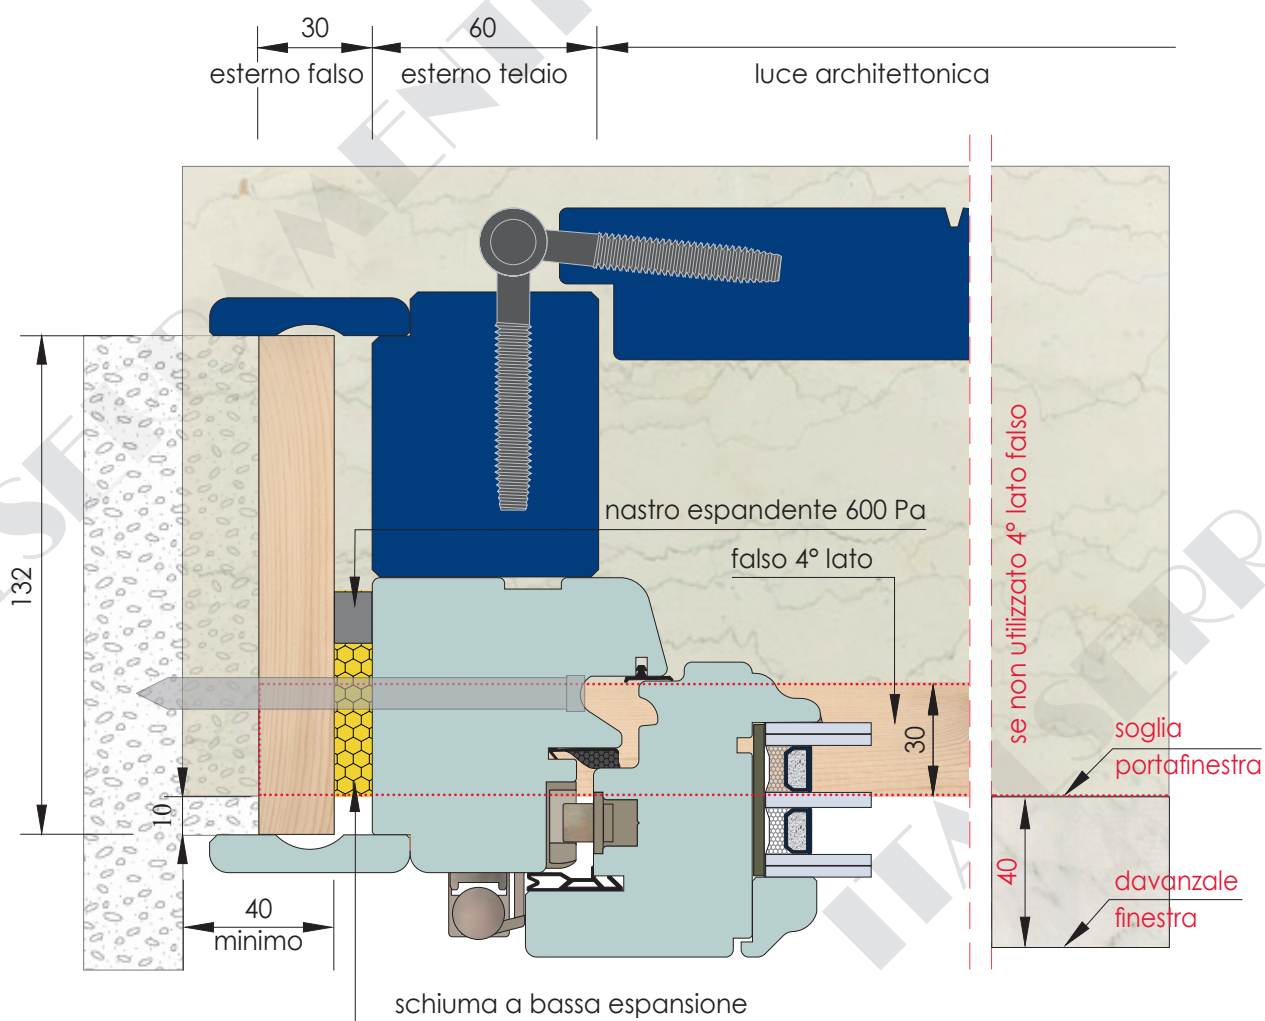 30
60
esterno falso
esterno telaio
luce architettonica
nastro espandente 600 Pa
falso 4° lato
132
se non utilizzato 4° lato falso
30
soglia
portafinestra
10
40
minimo
40
davanzale
finestra
schiuma a bassa espansione